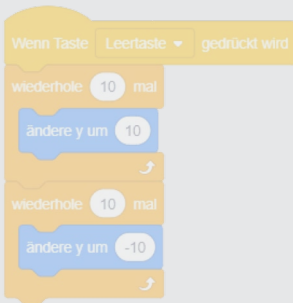 Wenn Taste Leertaste gedrückt wird
wiederhole 10 mal
ändere y um 10
wiederhole 10 mal
ändere y um -10